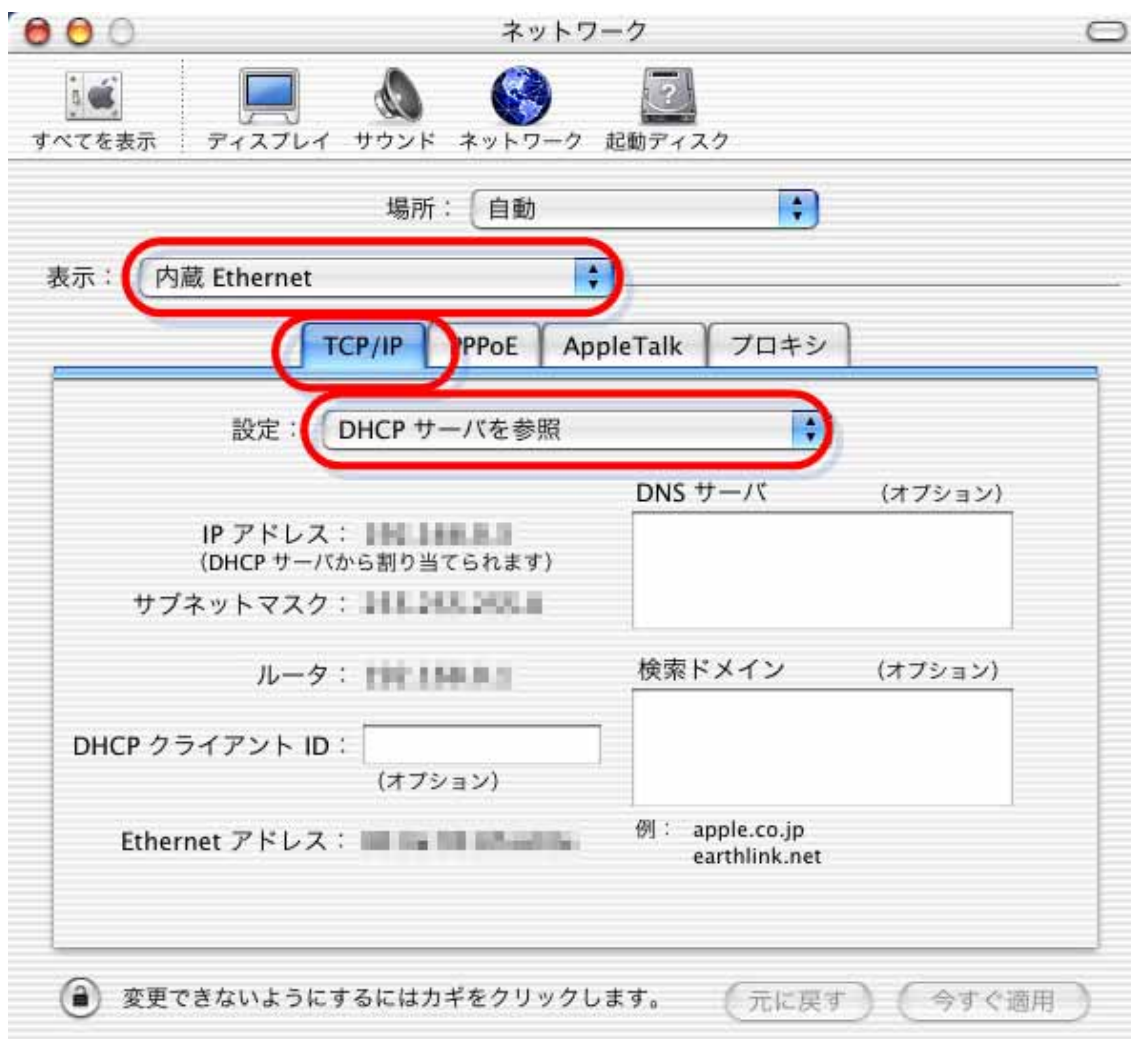 ネットワーク
すべてを表示 ディスプレイ サウンド ネットワーク 起動ディスク
場所： 自動
表示： 内蔵 Ethernet
TCP/IP PPPoE AppleTalk プロキシ
設定： DHCP サーバを参照
DNS サーバ (オプション)
IP アドレス：
(DHCP サーバから割り当てられます)
サブネットマスク：
ルータ：
検索ドメイン (オプション)
DHCP クライアント ID：
(オプション)
Ethernet アドレス：
例： apple.co.jp
earthlink.net
変更できないようにするにはカギをクリックします。 元に戻す 今すぐ適用